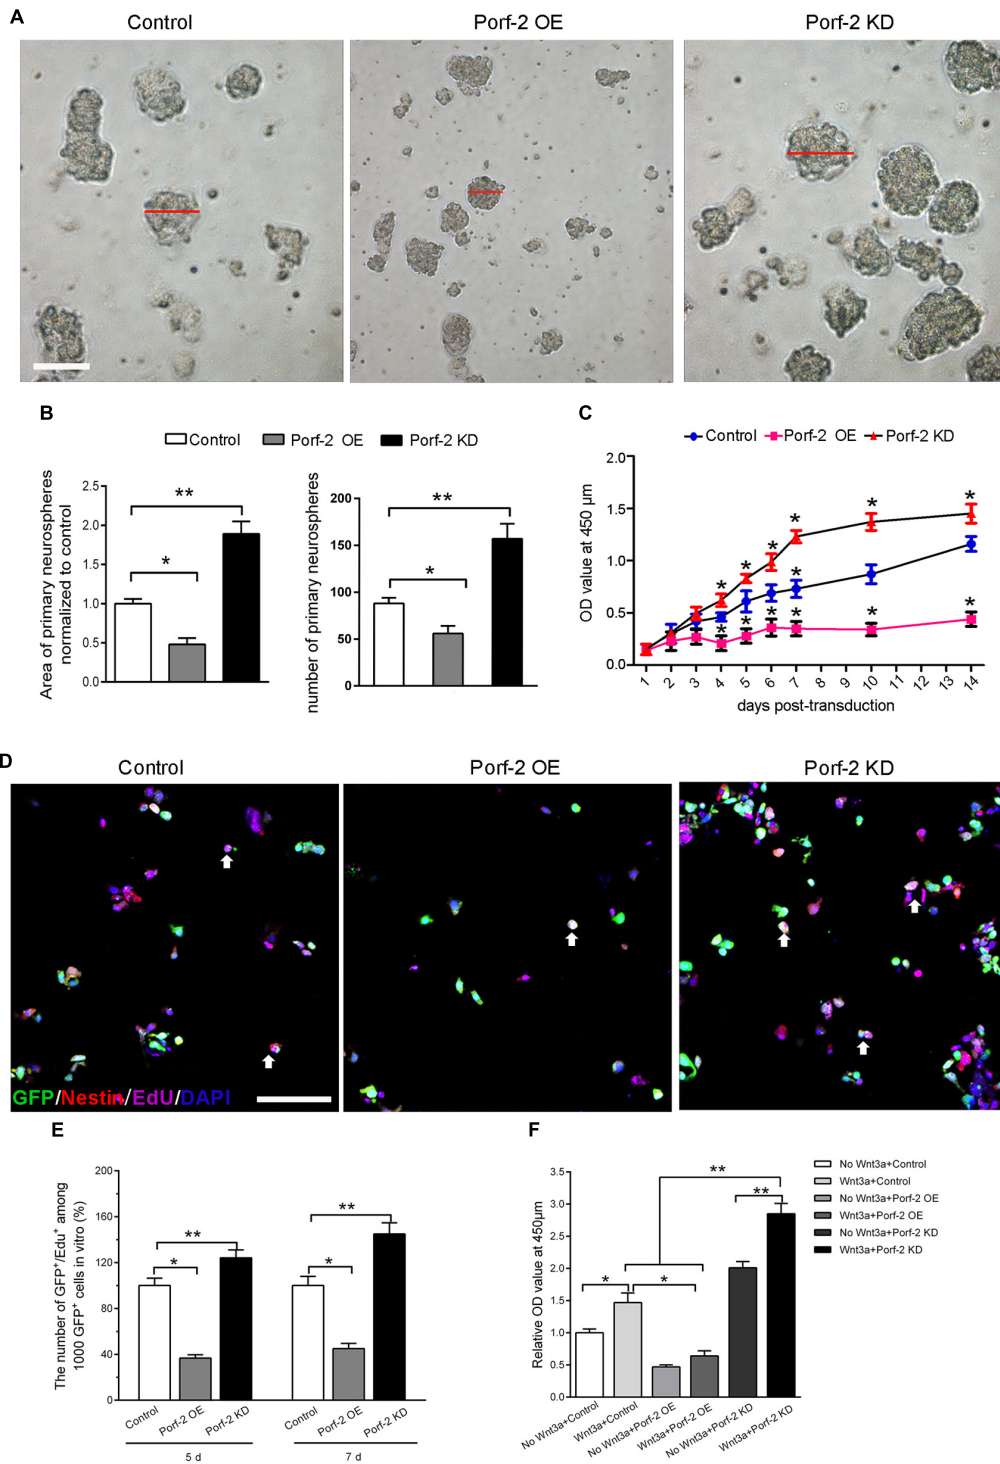 A
Control
Porf-2 OE
Porf-2 KD
B
Control
Porf-2 OE
Porf-2 KD
Area of primary neurospheres
normalized to control
2.5
2.0
1.5
1.0
0.5
0.0
**
*
number of primary neurospheres
200
150
100
50
0
**
*
C
Control
Porf-2 OE
Porf-2 KD
OD value at 450 μm
2.0
1.5
1.0
0.5
0.0
* * * * * *
* * * * * * *
1 2 3 4 5 6 7 8 9 10 11 12 13 14
days post-transduction
D
Control
Porf-2 OE
Porf-2 KD
GFP/Nestin/EdU/DAPI
E
The number of GFP+/Edu+ among
1000 GFP+ cells in vitro (%)
200
160
120
80
40
0
**
*
**
*
Control
Porf-2 OE
Porf-2 KD
Control
Porf-2 OE
Porf-2 KD
5 d
7 d
F
Relative OD value at 450μm
3.5
3.0
2.5
2.0
1.5
1.0
0.5
0.0
**
**
*
*
No Wnt3a+Control
Wnt3a+Control
No Wnt3a+Porf-2 OE
Wnt3a+Porf-2 OE
No Wnt3a+Porf-2 KD
Wnt3a+Porf-2 KD
No Wnt3a+Control
Wnt3a+Control
No Wnt3a+Porf-2 OE
Wnt3a+Porf-2 OE
No Wnt3a+Porf-2 KD
Wnt3a+Porf-2 KD